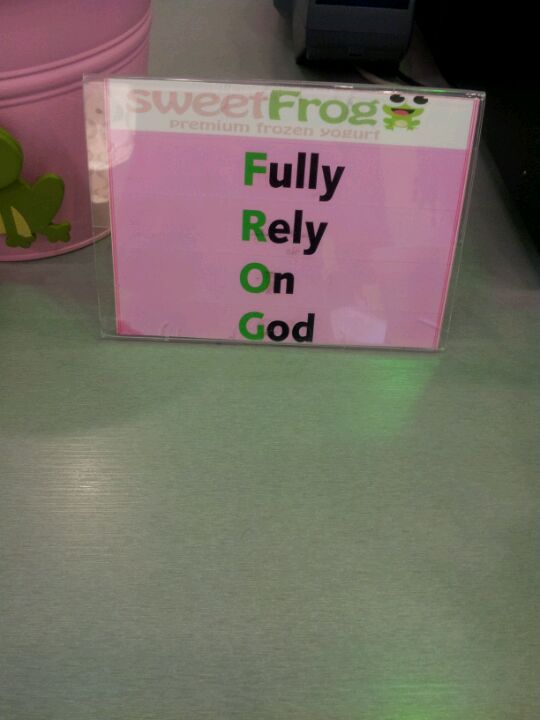 sweetFrog
premium frozen yogurt
Fully
Rely
On
God